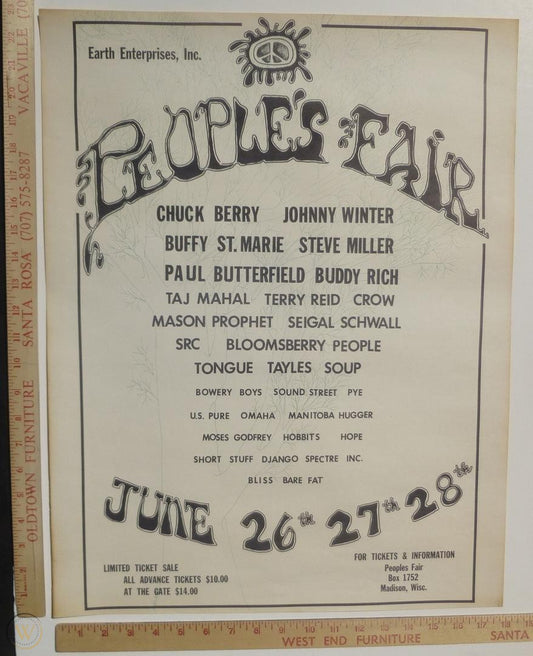 Earth Enterprises, Inc.
PEOPLE'S FAIR
CHUCK BERRY JOHNNY WINTER
BUFFY ST. MARIE STEVE MILLER
PAUL BUTTERFIELD BUDDY RICH
TAJ MAHAL TERRY REID CROW
MASON PROPHET SEIGAL SCHWALL
SRC BLOOMSBERRY PEOPLE
TONGUE TAYLES SOUP
BOWERY BOYS SOUND STREET PYE
U.S. PURE OMAHA MANITOBA HUGGER
MOSES GODFREY HOBBIT'S HOPE
SHORT STUFF DJANGO SPECTRE INC.
BLISS BARE FAT
JUNE 26th 27th 28th
LIMITED TICKET SALE
ALL ADVANCE TICKETS $10.00
AT THE GATE $14.00
FOR TICKETS & INFORMATION
Peoples Fair
Box 1752
Madison, Wisc.
OLDTOWN FURNITURE SANTA ROSA (707) 575-8287 VACAVILLE (70
WEST END FURNITURE SANTA